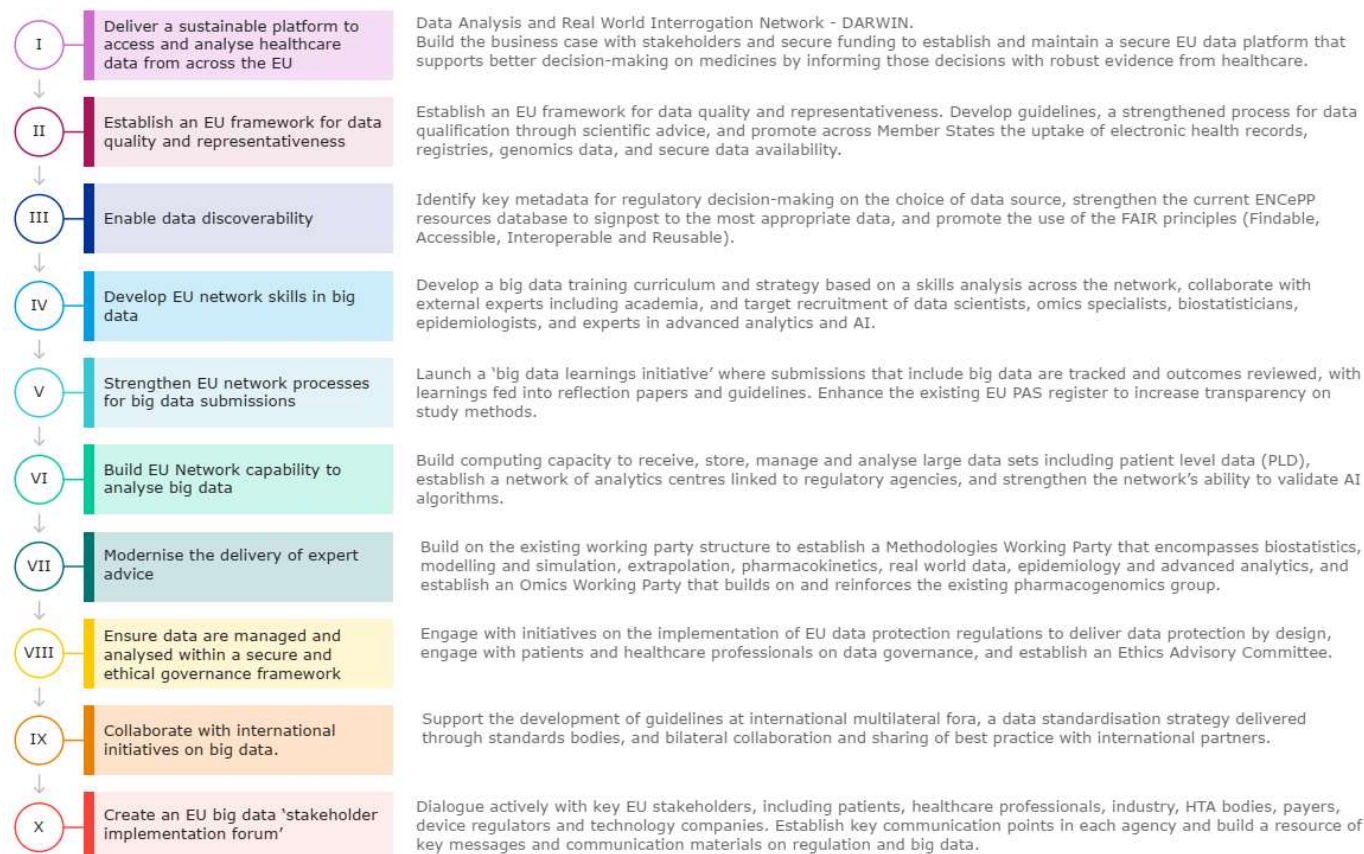 I
Deliver a sustainable platform to
access and analyse healthcare
data from across the EU
Data Analysis and Real World Interrogation Network - DARWIN.
Build the business case with stakeholders and secure funding to establish and maintain a secure EU data platform that
supports better decision-making on medicines by informing those decisions with robust evidence from healthcare.
II
Establish an EU framework for data
quality and representativeness
Establish an EU framework for data quality and representativeness. Develop guidelines, a strengthened process for data
qualification through scientific advice, and promote across Member States the uptake of electronic health records,
registries, genomics data, and secure data availability.
III
Enable data discoverability
Identify key metadata for regulatory decision-making on the choice of data source, strengthen the current ENCePP
resources database to signpost to the most appropriate data, and promote the use of the FAIR principles (Findable,
Accessible, Interoperable and Reusable).
IV
Develop EU network skills in big
data
Develop a big data training curriculum and strategy based on a skills analysis across the network, collaborate with
external experts including academia, and target recruitment of data scientists, omics specialists, biostatisticians,
epidemiologists, and experts in advanced analytics and AI.
V
Strengthen EU network processes
for big data submissions
Launch a ‘big data learnings initiative’ where submissions that include big data are tracked and outcomes reviewed, with
learnings fed into reflection papers and guidelines. Enhance the existing EU PAS register to increase transparency on
study methods.
VI
Build EU Network capability to
analyse big data
Build computing capacity to receive, store, manage and analyse large data sets including patient level data (PLD),
establish a network of analytics centres linked to regulatory agencies, and strengthen the network’s ability to validate AI
algorithms.
VII
Modernise the delivery of expert
advice
Build on the existing working party structure to establish a Methodologies Working Party that encompasses biostatistics,
modelling and simulation, extrapolation, pharmacokinetics, real world data, epidemiology and advanced analytics, and
establish an Omics Working Party that builds on and reinforces the existing pharmacogenomics group.
VIII
Ensure data are managed and
analysed within a secure and
ethical governance framework
Engage with initiatives on the implementation of EU data protection regulations to deliver data protection by design,
engage with patients and healthcare professionals on data governance, and establish an Ethics Advisory Committee.
IX
Collaborate with international
initiatives on big data.
Support the development of guidelines at international multilateral fora, a data standardisation strategy delivered
through standards bodies, and bilateral collaboration and sharing of best practice with international partners.
X
Create an EU big data ‘stakeholder
implementation forum’
Dialogue actively with key EU stakeholders, including patients, healthcare professionals, industry, HTA bodies, payers,
device regulators and technology companies. Establish key communication points in each agency and build a resource of
key messages and communication materials on regulation and big data.